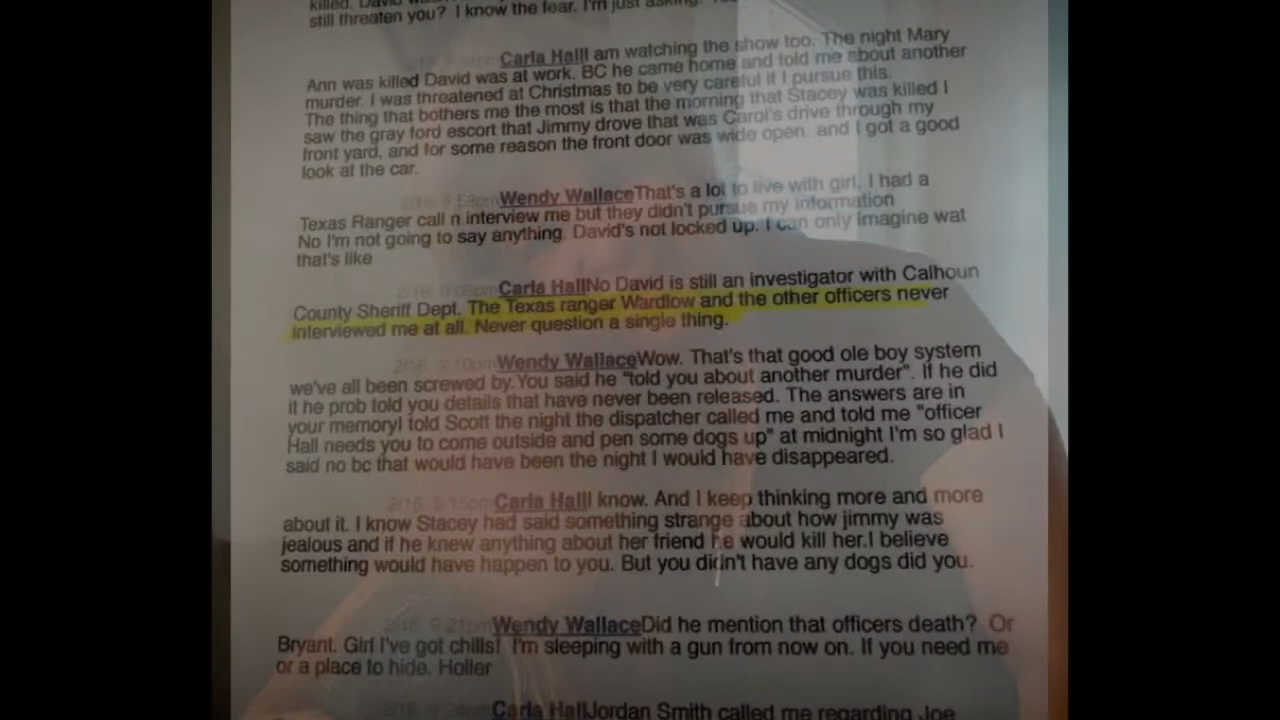 killed. David
still threaten you? I know the fear. I'm just asking.
Carla HallI am watching the show too. The night Mary
Ann was killed David was at work. BC he came home and told me about another
murder. I was threatened at Christmas to be very careful if I pursue this.
The thing that bothers me the most is that the morning that Stacey was killed I
saw the gray ford escort that Jimmy drove that was Carol's drive through my
front yard, and for some reason the front door was wide open. and I got a good
look at the car.
Wendy WallaceThat's a lot to live with girl. I had a
Texas Ranger call n interview me but they didn't pursue my information
No I'm not going to say anything. David's not locked up. I can only imagine wat
that's like
Carla HallNo David is still an investigator with Calhoun
County Sheriff Dept. The Texas ranger Wardlow and the other officers never
interviewed me at all. Never question a single thing.
2/16, 9:10pmWendy WallaceWow. That's that good ole boy system
we've all been screwed by.You said he "told you about another murder". If he did
it he prob told you details that have never been released. The answers are in
your memoryI told Scott the night the dispatcher called me and told me "officer
Hall needs you to come outside and pen some dogs up" at midnight I'm so glad I
said no bc that would have been the night I would have disappeared.
2/16, 9:15pmCarla HallI know. And I keep thinking more and more
about it. I know Stacey had said something strange about how jimmy was
jealous and if he knew anything about her friend he would kill her.I believe
something would have happen to you. But you didn't have any dogs did you.
2/16, 9:21pmWendy WallaceDid he mention that officers death? Or
Bryant. Girl I've got chills! I'm sleeping with a gun from now on. If you need me
or a place to hide. Holler
Carla HallJordan Smith called me regarding Joe